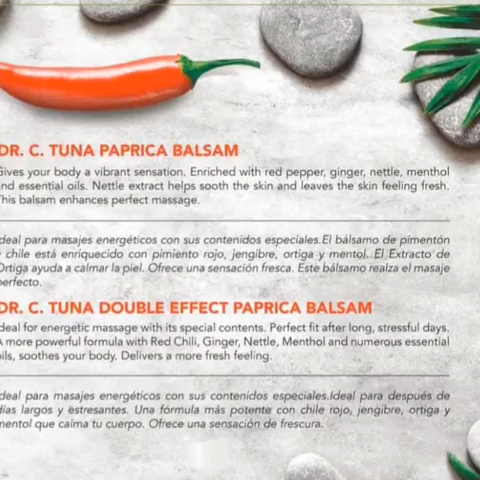 DR. C. TUNA PAPRICA BALSAM
Gives your body a vibrant sensation. Enriched with red pepper, ginger, nettle, menthol
and essential oils. Nettle extract helps sooth the skin and leaves the skin feeling fresh.
This balsam enhances perfect massage.
Ideal para masajes energéticos con sus contenidos especiales.El bálsamo de pimentón
y chile está enriquecido con pimiento rojo, jengibre, ortiga y mentol. El Extracto de
Ortiga ayuda a calmar la piel. Ofrece una sensación fresca. Este bálsamo realza el masaje
perfecto.
DR. C. TUNA DOUBLE EFFECT PAPRICA BALSAM
Ideal for energetic massage with its special contents. Perfect fit after long, stressful days.
A more powerful formula with Red Chili, Ginger, Nettle, Menthol and numerous essential
oils, soothes your body. Delivers a more fresh feeling.
Ideal para masajes energéticos con sus contenidos especiales.Ideal para después de
días largos y estresantes. Una fórmula más potente con chile rojo, jengibre, ortiga y
mentol que calma tu cuerpo. Ofrece una sensación de frescura.